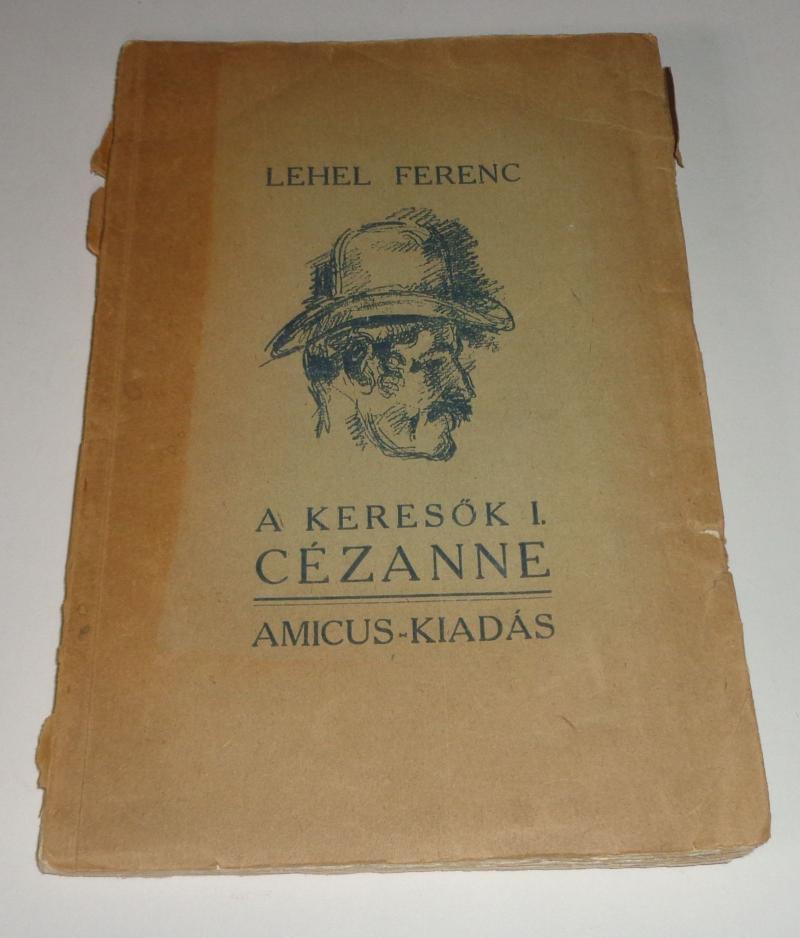 LEHEL FERENC
A KERESŐK I.
CÉZANNE
AMICUS-KIADÁS